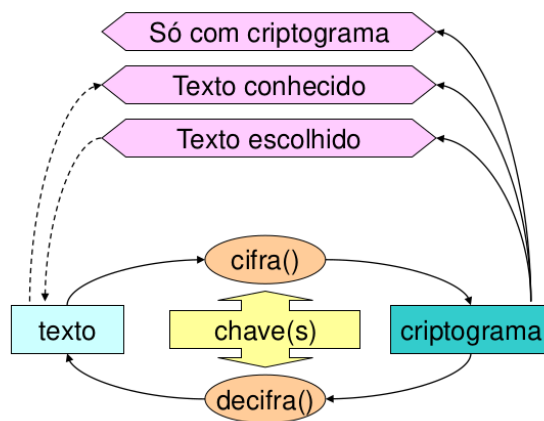 Só com criptograma
Texto conhecido
Texto escolhido
cifra()
texto
chave(s)
criptograma
decifra()